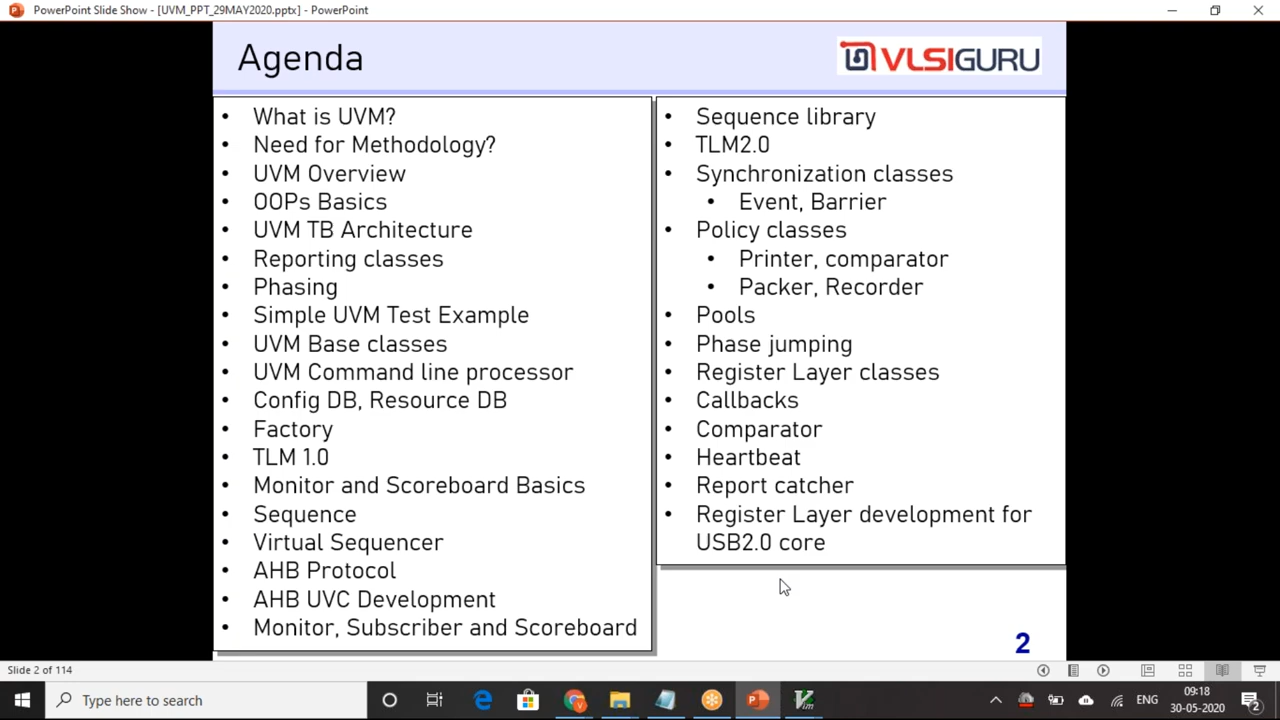 PowerPoint Slide Show - [UVM_PPT_29MAY2020.pptx] - PowerPoint
Agenda
VLSIGURU
• What is UVM?
• Need for Methodology?
• UVM Overview
• OOPs Basics
• UVM TB Architecture
• Reporting classes
• Phasing
• Simple UVM Test Example
• UVM Base classes
• UVM Command line processor
• Config DB, Resource DB
• Factory
• TLM 1.0
• Monitor and Scoreboard Basics
• Sequence
• Virtual Sequencer
• AHB Protocol
• AHB UVC Development
• Monitor, Subscriber and Scoreboard
• Sequence library
• TLM2.0
• Synchronization classes
• Event, Barrier
• Policy classes
• Printer, comparator
• Packer, Recorder
• Pools
• Phase jumping
• Register Layer classes
• Callbacks
• Comparator
• Heartbeat
• Report catcher
• Register Layer development for
USB2.0 core
2
Slide 2 of 114
Type here to search
ENG
09:18
30-05-2020
2